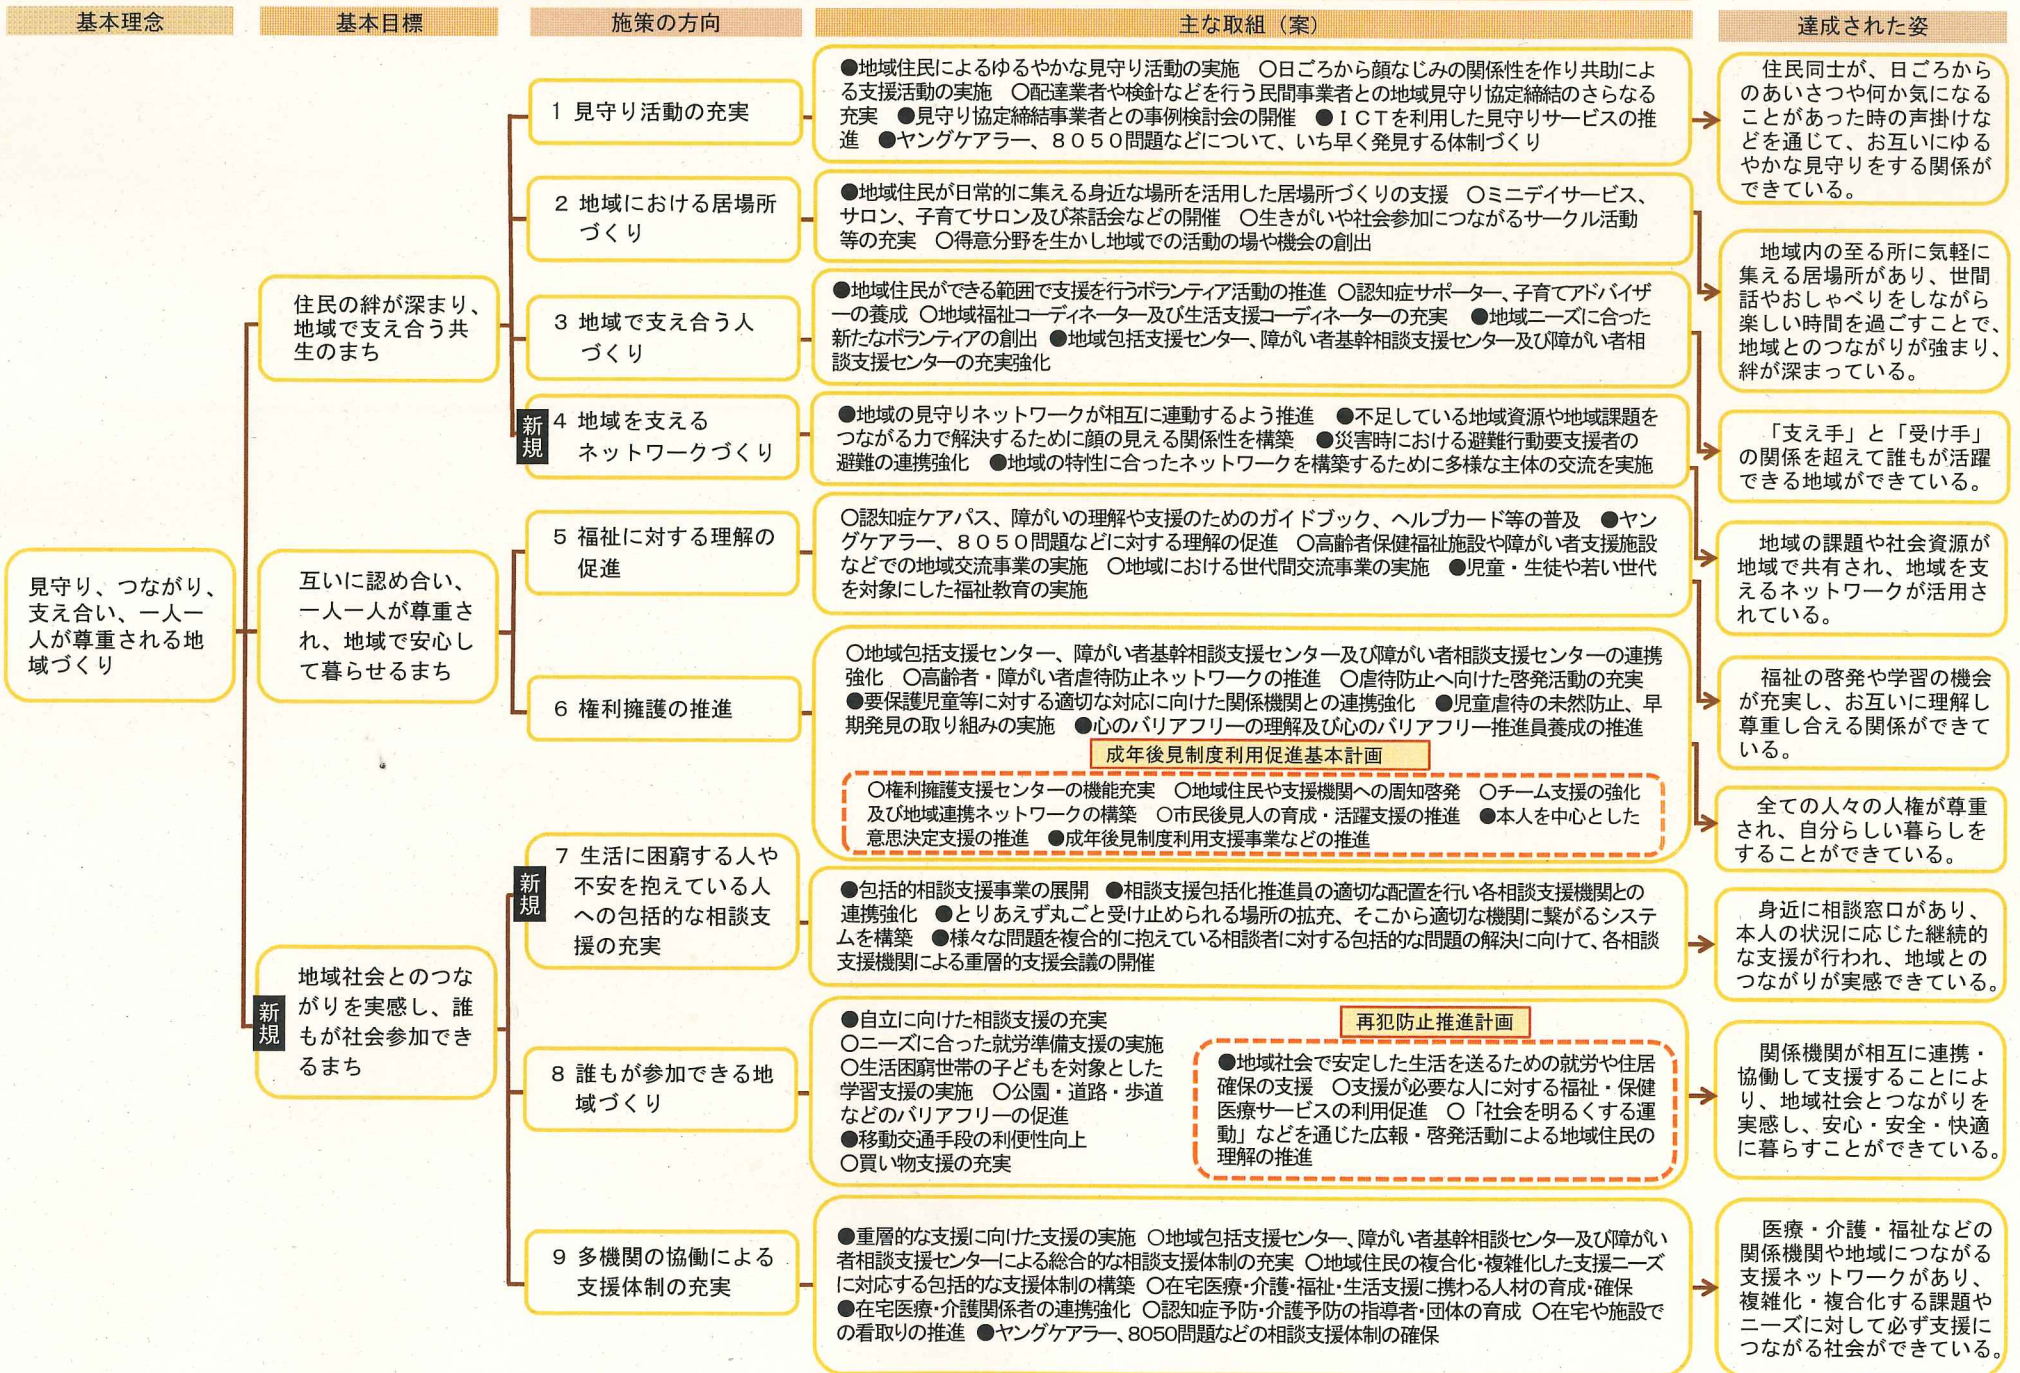 基本理念
基本目標
施策の方向
主な取組（案）
達成された姿
見守り、つながり、
支え合い、一人一
人が尊重される地
域づくり
住民の絆が深まり、
地域で支え合う共
生のまち
1 見守り活動の充実
●地域住民によるゆるやかな見守り活動の実施　○日ごろから顔なじみの関係性を作り共助によ
る支援活動の実施　○配達業者や検針などを行う民間事業者との地域見守り協定締結のさらなる
充実　●見守り協定締結事業者との事例検討会の開催　●ＩＣＴを利用した見守りサービスの推
進　●ヤングケアラー、８０５０問題などについて、いち早く発見する体制づくり
住民同士が、日ごろから
のあいさつや何か気になる
ことがあった時の声掛けな
どを通じて、お互いにゆる
やかな見守りをする関係が
できている。
2 地域における居場所
づくり
●地域住民が日常的に集える身近な場所を活用した居場所づくりの支援　○ミニデイサービス、
サロン、子育てサロン及び茶話会などの開催　○生きがいや社会参加につながるサークル活動
等の充実　○得意分野を生かし地域での活動の場や機会の創出
地域内の至る所に気軽に
集える居場所があり、世間
話やおしゃべりをしながら
楽しい時間を過ごすことで、
地域とのつながりが強まり、
絆が深まっている。
3 地域で支え合う人
づくり
●地域住民ができる範囲で支援を行うボランティア活動の推進　○認知症サポーター、子育てアドバイザ
ーの養成　○地域福祉コーディネーター及び生活支援コーディネーターの充実　●地域ニーズに合った
新たなボランティアの創出　●地域包括支援センター、障がい者基幹相談支援センター及び障がい者相
談支援センターの充実強化
「支え手」と「受け手」
の関係を超えて誰もが活躍
できる地域ができている。
新規
4 地域を支える
ネットワークづくり
●地域の見守りネットワークが相互に連動するよう推進　●不足している地域資源や地域課題を
つながる力で解決するために顔の見える関係性を構築　●災害時における避難行動要支援者の
避難の連携強化　●地域の特性に合ったネットワークを構築するために多様な主体の交流を実施
地域の課題や社会資源が
地域で共有され、地域を支
えるネットワークが活用さ
れている。
互いに認め合い、
一人一人が尊重さ
れ、地域で安心し
て暮らせるまち
5 福祉に対する理解の
促進
○認知症ケアパス、障がいの理解や支援のためのガイドブック、ヘルプカード等の普及　●ヤン
グケアラー、８０５０問題などに対する理解の促進　○高齢者保健福祉施設や障がい者支援施設
などでの地域交流事業の実施　○地域における世代間交流事業の実施　●児童・生徒や若い世代
を対象にした福祉教育の実施
福祉の啓発や学習の機会
が充実し、お互いに理解し
尊重し合える関係ができて
いる。
6 権利擁護の推進
○地域包括支援センター、障がい者基幹相談支援センター及び障がい者相談支援センターの連携
強化　○高齢者・障がい者虐待防止ネットワークの推進　○虐待防止へ向けた啓発活動の充実
●要保護児童等に対する適切な対応に向けた関係機関との連携強化　●児童虐待の未然防止、早
期発見の取り組みの実施　●心のバリアフリーの理解及び心のバリアフリー推進員養成の推進
成年後見制度利用促進基本計画
○権利擁護支援センターの機能充実　○地域住民や支援機関への周知啓発　○チーム支援の強化
及び地域連携ネットワークの構築　○市民後見人の育成・活躍支援の推進　●本人を中心とした
意思決定支援の推進　●成年後見制度利用支援事業などの推進
全ての人々の人権が尊重
され、自分らしい暮らしを
することができている。
新規
地域社会とのつな
がりを実感し、誰
もが社会参加でき
るまち
新規
7 生活に困窮する人や
不安を抱えている人
への包括的な相談支
援の充実
●包括的相談支援事業の展開　●相談支援包括化推進員の適切な配置を行い各相談支援機関との
連携強化　●とりあえず丸ごと受け止められる場所の拡充、そこから適切な機関に繋がるシステ
ムを構築　●様々な問題を複合的に抱えている相談者に対する包括的な問題の解決に向けて、各相談
支援機関による重層的支援会議の開催
身近に相談窓口があり、
本人の状況に応じた継続的
な支援が行われ、地域との
つながりが実感できている。
8 誰もが参加できる地
域づくり
●自立に向けた相談支援の充実
○ニーズに合った就労準備支援の実施
○生活困窮世帯の子どもを対象とした
学習支援の実施　○公園・道路・歩道
などのバリアフリーの促進
●移動交通手段の利便性向上
○買い物支援の充実
再犯防止推進計画
●地域社会で安定した生活を送るための就労や住居
確保の支援　○支援が必要な人に対する福祉・保健
医療サービスの利用促進　○「社会を明るくする運
動」などを通じた広報・啓発活動による地域住民の
理解の推進
関係機関が相互に連携・
協働して支援することによ
り、地域社会とつながりを
実感し、安心・安全・快適
に暮らすことができている。
9 多機関の協働による
支援体制の充実
●重層的な支援に向けた支援の実施　○地域包括支援センター、障がい者基幹相談センター及び障がい
者相談支援センターによる総合的な相談支援体制の充実　○地域住民の複合化・複雑化した支援ニーズ
に対応する包括的な支援体制の構築　○在宅医療・介護・福祉・生活支援に携わる人材の育成・確保
●在宅医療・介護関係者の連携強化　○認知症予防・介護予防の指導者・団体の育成　○在宅や施設で
の看取りの推進　●ヤングケアラー、8050問題などの相談支援体制の確保
医療・介護・福祉などの
関係機関や地域につながる
支援ネットワークがあり、
複雑化・複合化する課題や
ニーズに対して必ず支援に
つながる社会ができている。